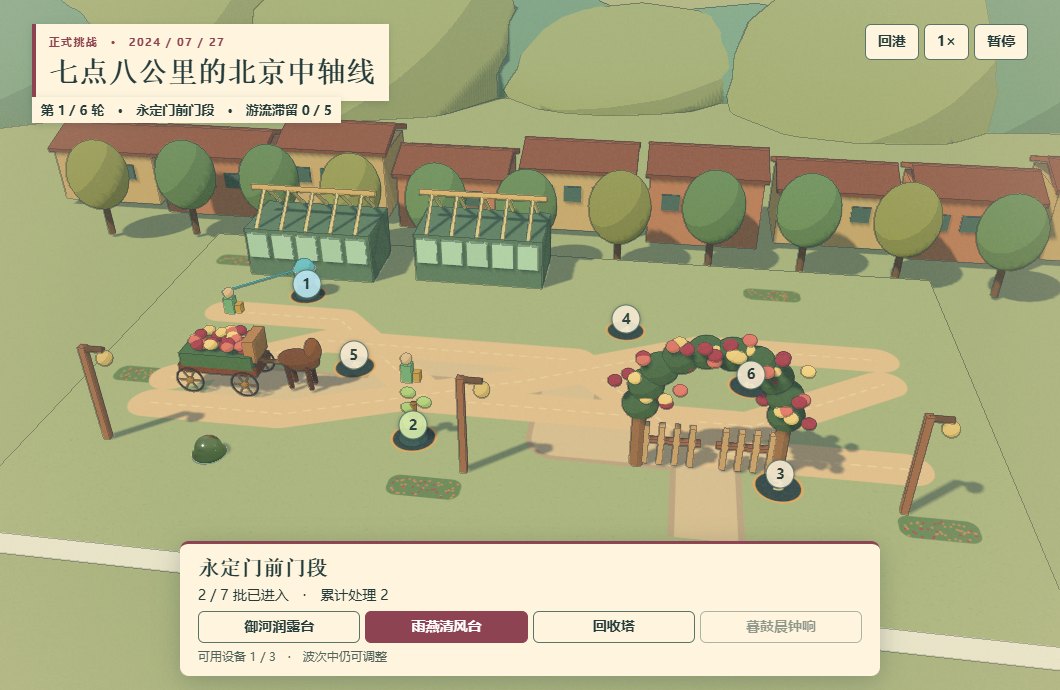 正式挑战 • 2024 / 07 / 27
七点八公里的北京中轴线
第 1 / 6 轮 • 永定门前门段 • 游流滞留 0 / 5
回港
1×
暂停
1
2
3
4
5
6
永定门前门段
2 / 7 批已进入 · 累计处理 2
御河润露台
雨燕清风台
回收塔
暮鼓晨钟响
可用设备 1 / 3 · 波次中仍可调整